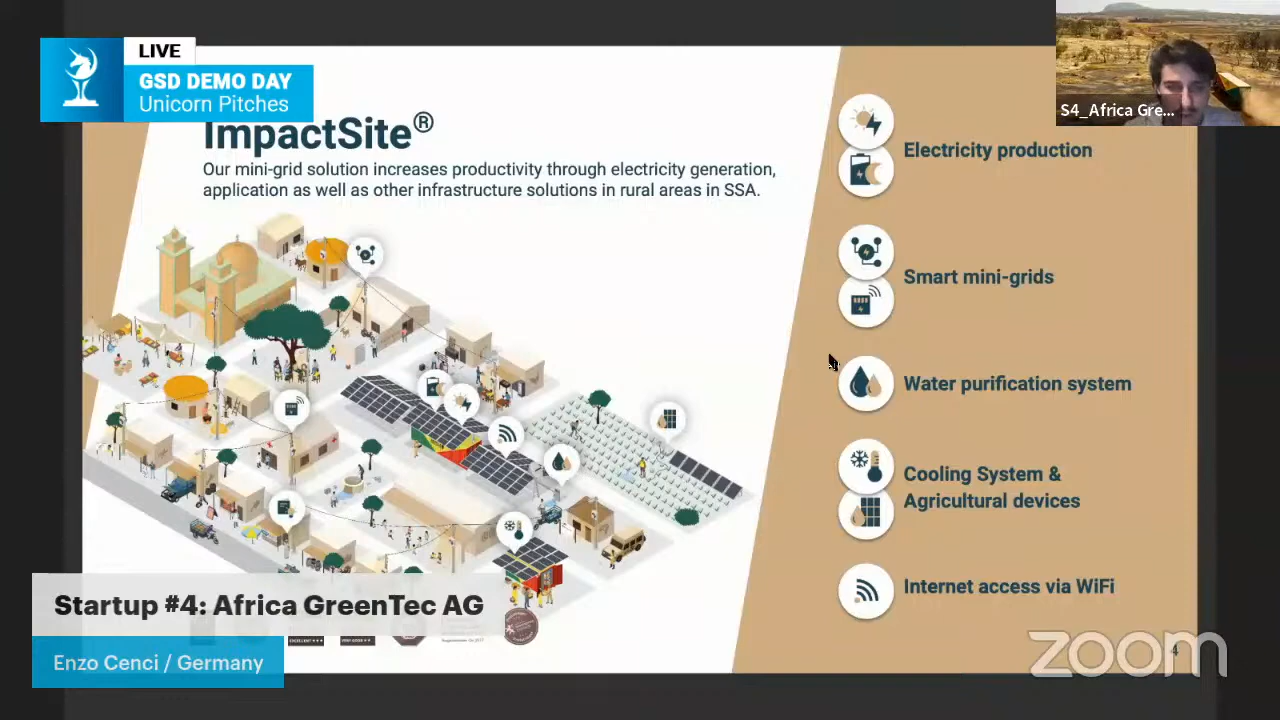 LIVE
GSD DEMO DAY
Unicorn Pitches
ImpactSite®
Our mini-grid solution increases productivity through electricity generation,
application as well as other infrastructure solutions in rural areas in SSA.
S4_Africa Gre...
Electricity production
Smart mini-grids
Water purification system
Cooling System &
Agricultural devices
Internet access via WiFi
Startup #4: Africa GreenTec AG
Enzo Cenci / Germany
zoom
4